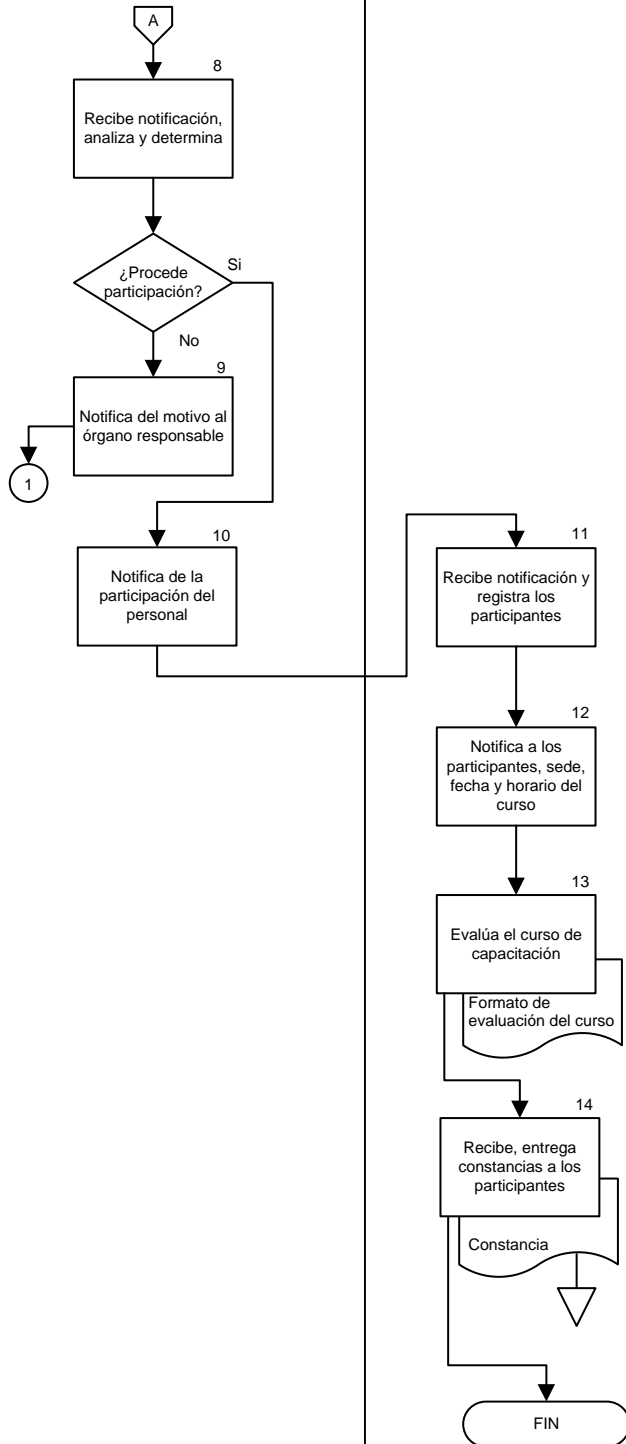 A
8
Recibe notificación,
analiza y determina
¿Procede
participación?
Si
No
9
Notifica del motivo al
órgano responsable
1
10
Notifica de la
participación del
personal
11
Recibe notificación y
registra los
participantes
12
Notifica a los
participantes, sede,
fecha y horario del
curso
13
Evalúa el curso de
capacitación
Formato de
evaluación del curso
14
Recibe, entrega
constancias a los
participantes
Constancia
FIN